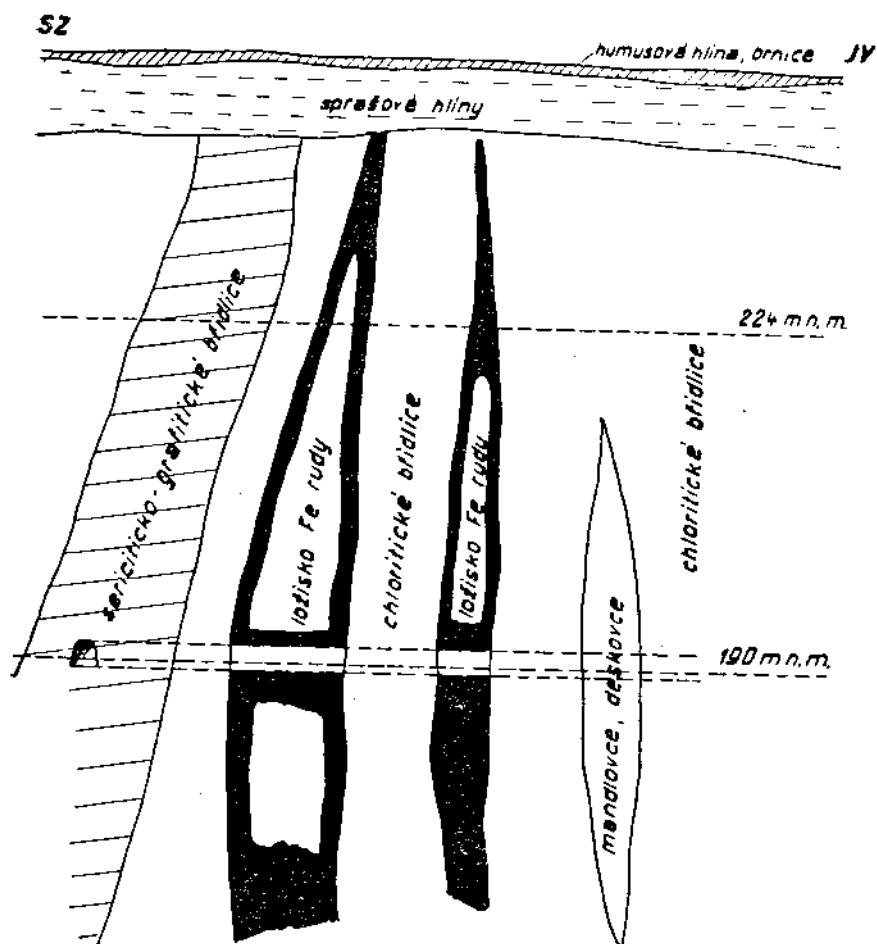 SZ
humusová hlína, ornice JV
sprašové hlíny
224 m n. m.
sericiticko-grafitické břidlice
ložisko Fe rudy
chloritické břidlice
ložisko Fe rudy
chloritické břidlice
190 m n. m.
mandlovce, deskovce